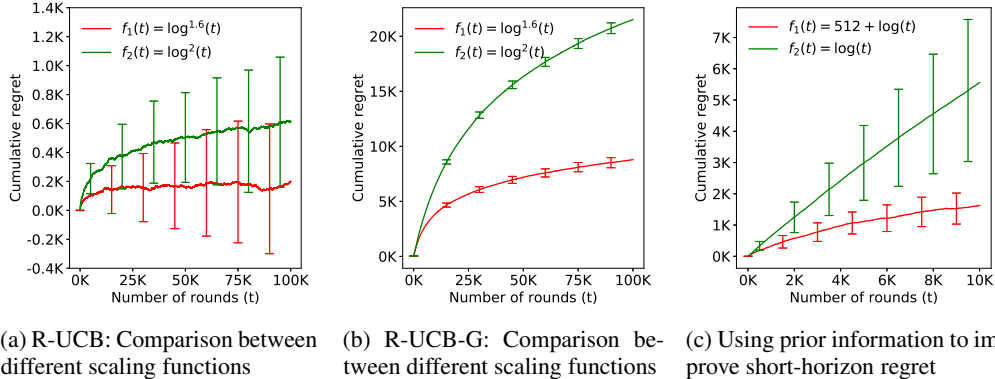 1.4K
1.2K
1.0K
0.8K
0.6K
0.4K
0.2K
0.0K
-0.2K
-0.4K
Cumulative regret
f₁(t) = log^{1.6}(t)
f₂(t) = log²(t)
0K 25K 50K 75K 100K
Number of rounds (t)
20K
15K
10K
5K
0K
Cumulative regret
f₁(t) = log^{1.6}(t)
f₂(t) = log²(t)
0K 25K 50K 75K 100K
Number of rounds (t)
7K
6K
5K
4K
3K
2K
1K
0K
Cumulative regret
f₁(t) = 512 + log(t)
f₂(t) = log(t)
0K 2K 4K 6K 8K 10K
Number of rounds (t)
(a) R-UCB: Comparison between
different scaling functions
(b) R-UCB-G: Comparison be-
tween different scaling functions
(c) Using prior information to im
prove short-horizon regret